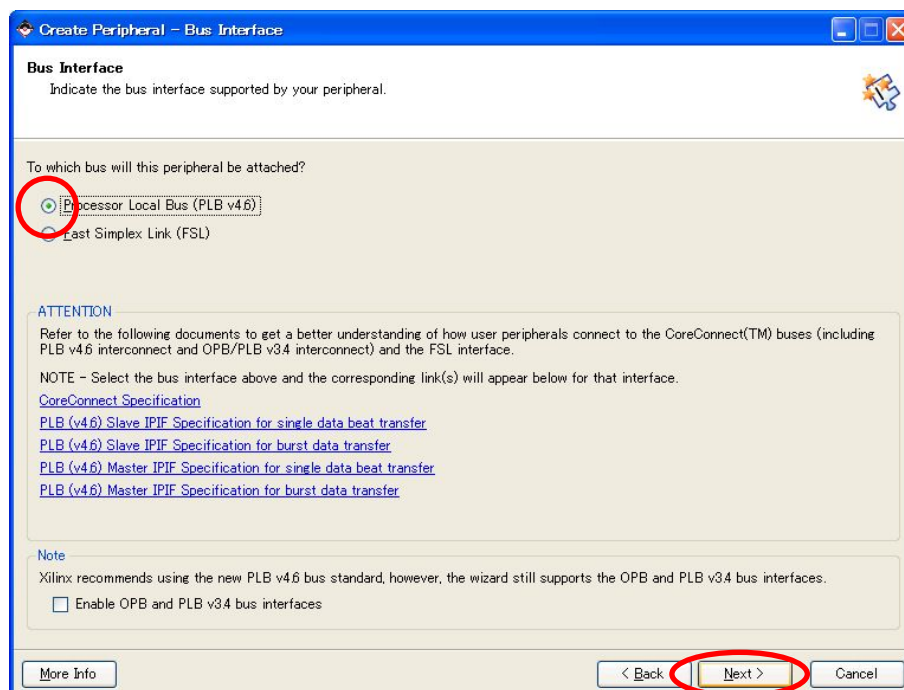 Create Peripheral - Bus Interface
Bus Interface
Indicate the bus interface supported by your peripheral.
To which bus will this peripheral be attached?
Processor Local Bus (PLB v4.6)
Fast Simplex Link (FSL)
ATTENTION
Refer to the following documents to get a better understanding of how user peripherals connect to the CoreConnect(TM) buses (including
PLB v4.6 interconnect and OPB/PLB v3.4 interconnect) and the FSL interface.
NOTE - Select the bus interface above and the corresponding link(s) will appear below for that interface.
CoreConnect Specification
PLB (v4.6) Slave IPIF Specification for single data beat transfer
PLB (v4.6) Slave IPIF Specification for burst data transfer
PLB (v4.6) Master IPIF Specification for single data beat transfer
PLB (v4.6) Master IPIF Specification for burst data transfer
Note
Xilinx recommends using the new PLB v4.6 bus standard, however, the wizard still supports the OPB and PLB v3.4 bus interfaces.
Enable OPB and PLB v3.4 bus interfaces
More Info
< Back
Next >
Cancel